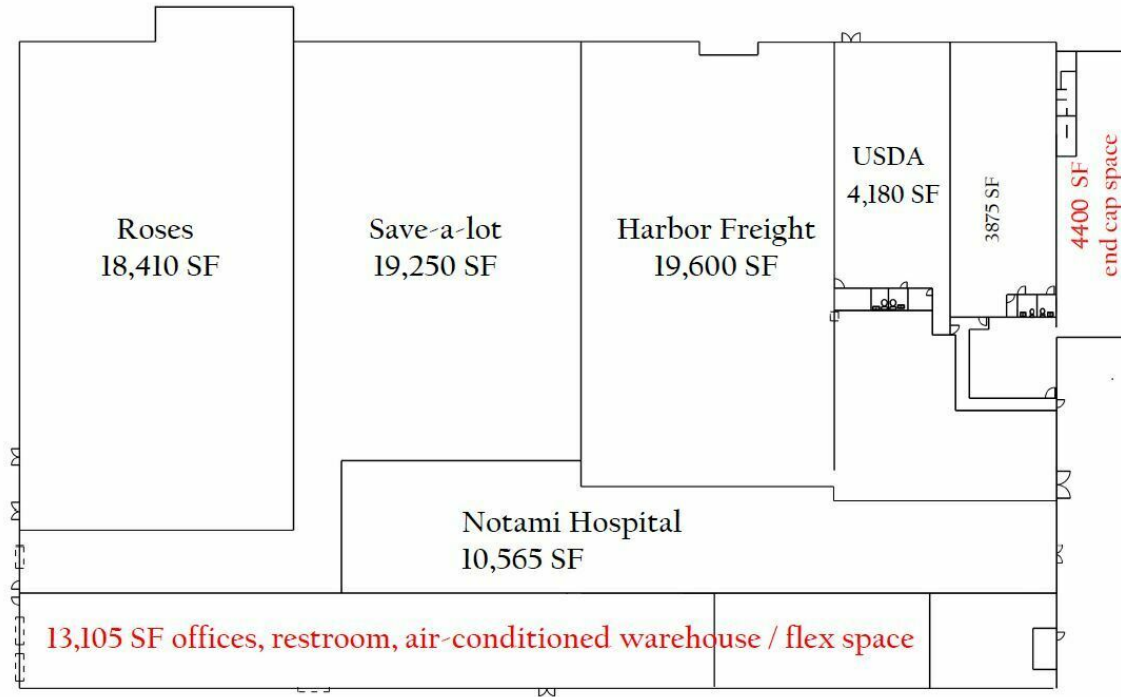 Roses
18,410 SF
Save-a-lot
19,250 SF
Harbor Freight
19,600 SF
USDA
4,180 SF
3875 SF
4400 SF
end cap space
Notami Hospital
10,565 SF
13,105 SF offices, restroom, air-conditioned warehouse / flex space